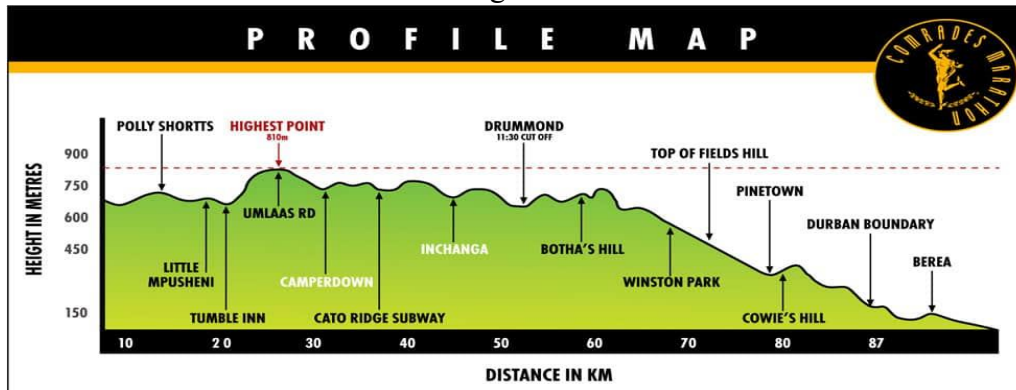 PROFILE MAP
COMRADES MARATHON
POLLY SHORTTS
HIGHEST POINT
810m
DRUMMOND
11:30 CUT OFF
TOP OF FIELDS HILL
PINETOWN
DURBAN BOUNDARY
BEREA
HEIGHT IN METRES
900
750
600
450
150
UMLAAS RD
LITTLE
MPUSHENI
CAMPERDOWN
INCHANGA
BOTHA'S HILL
WINSTON PARK
TUMBLE INN
CATO RIDGE SUBWAY
COWIE'S HILL
10 2 0 30 40 50 60 70 80 87
DISTANCE IN KM